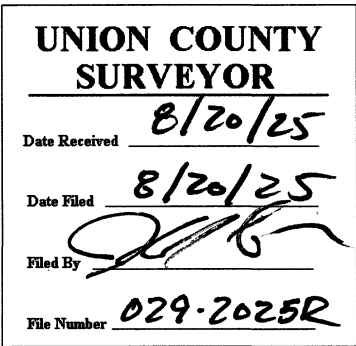 UNION COUNTY
SURVEYOR
Date Received 8/20/25
Date Filed 8/20/25
Filed By
File Number 029-2025R